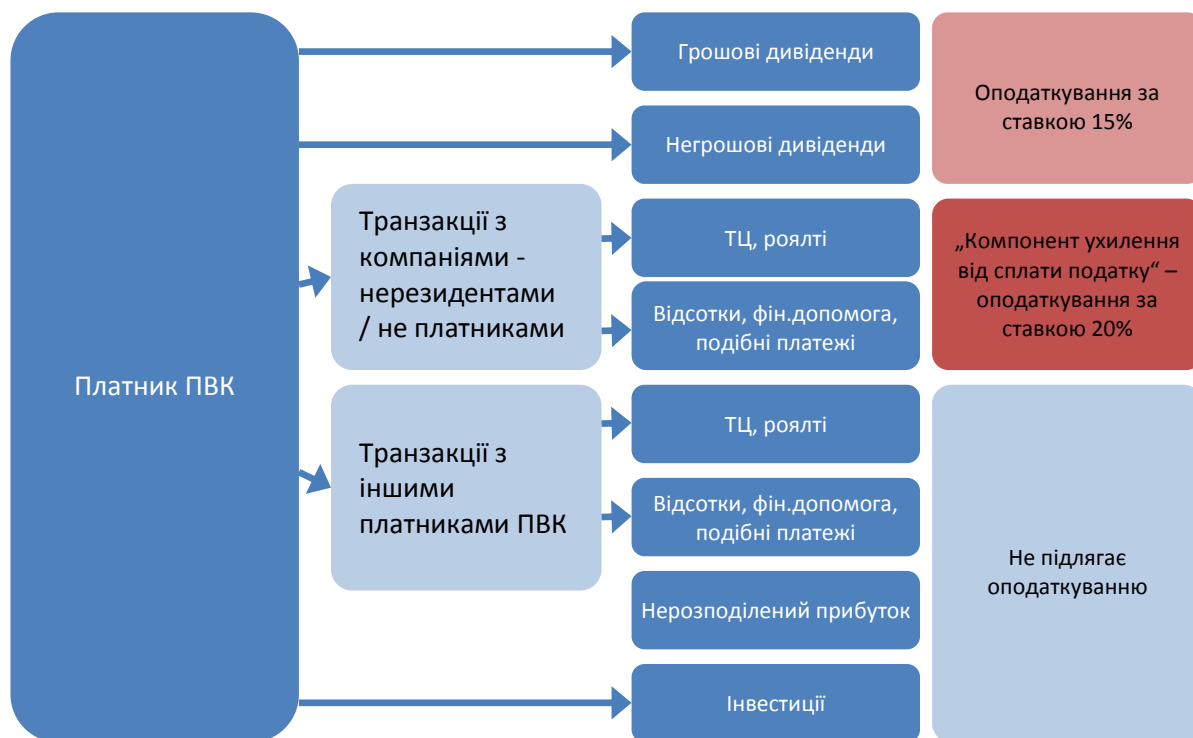 Платник ПВК
Грошові дивіденди
Негрошові дивіденди
Оподаткування за
ставкою 15%
Транзакції з
компаніями -
нерезидентами
/ не платниками
ТЦ, роялті
Відсотки, фін.допомога,
подібні платежі
„Компонент ухилення
від сплати податку“ –
оподаткування за
ставкою 20%
Транзакції з
іншими
платниками ПВК
ТЦ, роялті
Відсотки, фін.допомога,
подібні платежі
Нерозподілений прибуток
Інвестиції
Не підлягає
оподаткуванню